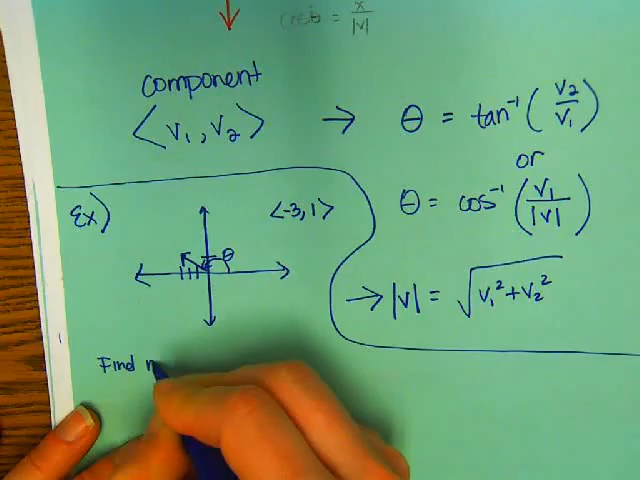 cos θ = x/|v|
component
<v₁, v₂> → θ = tan⁻¹(v₂/v₁)
or
θ = cos⁻¹(v₁/|v|)
→ |v| = √v₁² + v₂²
Ex)
<-3, 1>
θ
Find